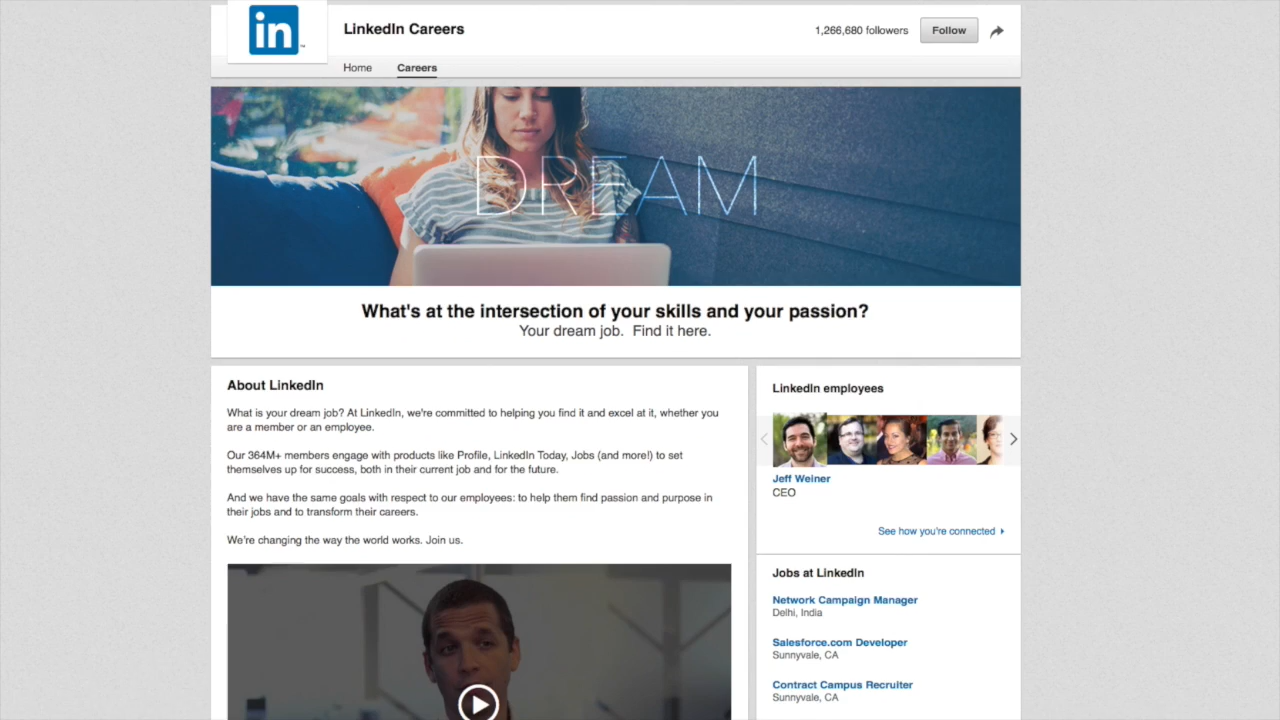 in
LinkedIn Careers
1,266,680 followers
Follow
Home
Careers
DREAM
What's at the intersection of your skills and your passion?
Your dream job. Find it here.
About LinkedIn
What is your dream job? At LinkedIn, we're committed to helping you find it and excel at it, whether you
are a member or an employee.
Our 364M+ members engage with products like Profile, LinkedIn Today, Jobs (and more!) to set
themselves up for success, both in their current job and for the future.
And we have the same goals with respect to our employees: to help them find passion and purpose in
their jobs and to transform their careers.
We're changing the way the world works. Join us.
LinkedIn employees
Jeff Weiner
CEO
See how you're connected
Jobs at LinkedIn
Network Campaign Manager
Delhi, India
Salesforce.com Developer
Sunnyvale, CA
Contract Campus Recruiter
Sunnyvale, CA